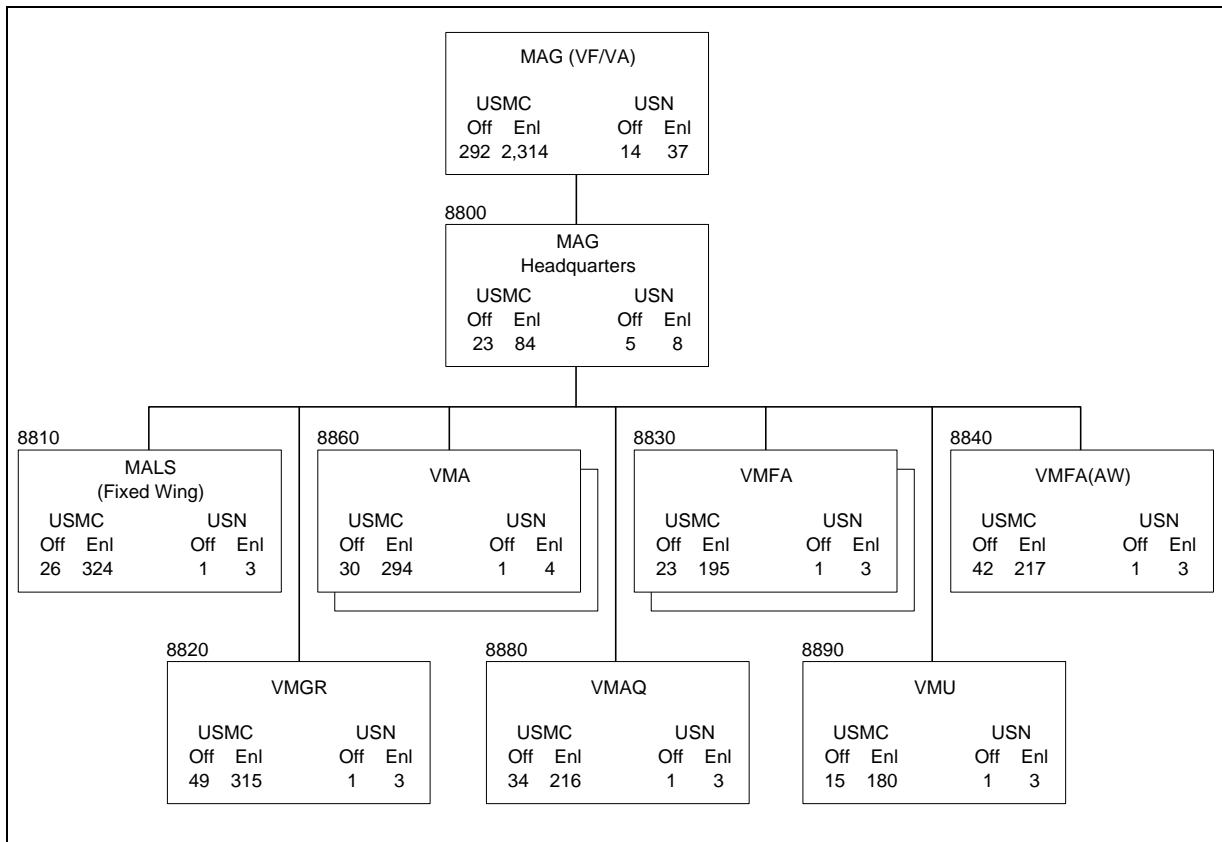 MAG (VF/VA)
USMC USN
Off Enl Off Enl
292 2,314 14 37
8800
MAG
Headquarters
USMC USN
Off Enl Off Enl
23 84 5 8
8810
MALS
(Fixed Wing)
USMC USN
Off Enl Off Enl
26 324 1 3
8860
VMA
USMC USN
Off Enl Off Enl
30 294 1 4
8830
VMFA
USMC USN
Off Enl Off Enl
23 195 1 3
8840
VMFA(AW)
USMC USN
Off Enl Off Enl
42 217 1 3
8820
VMGR
USMC USN
Off Enl Off Enl
49 315 1 3
8880
VMAQ
USMC USN
Off Enl Off Enl
34 216 1 3
8890
VMU
USMC USN
Off Enl Off Enl
15 180 1 3